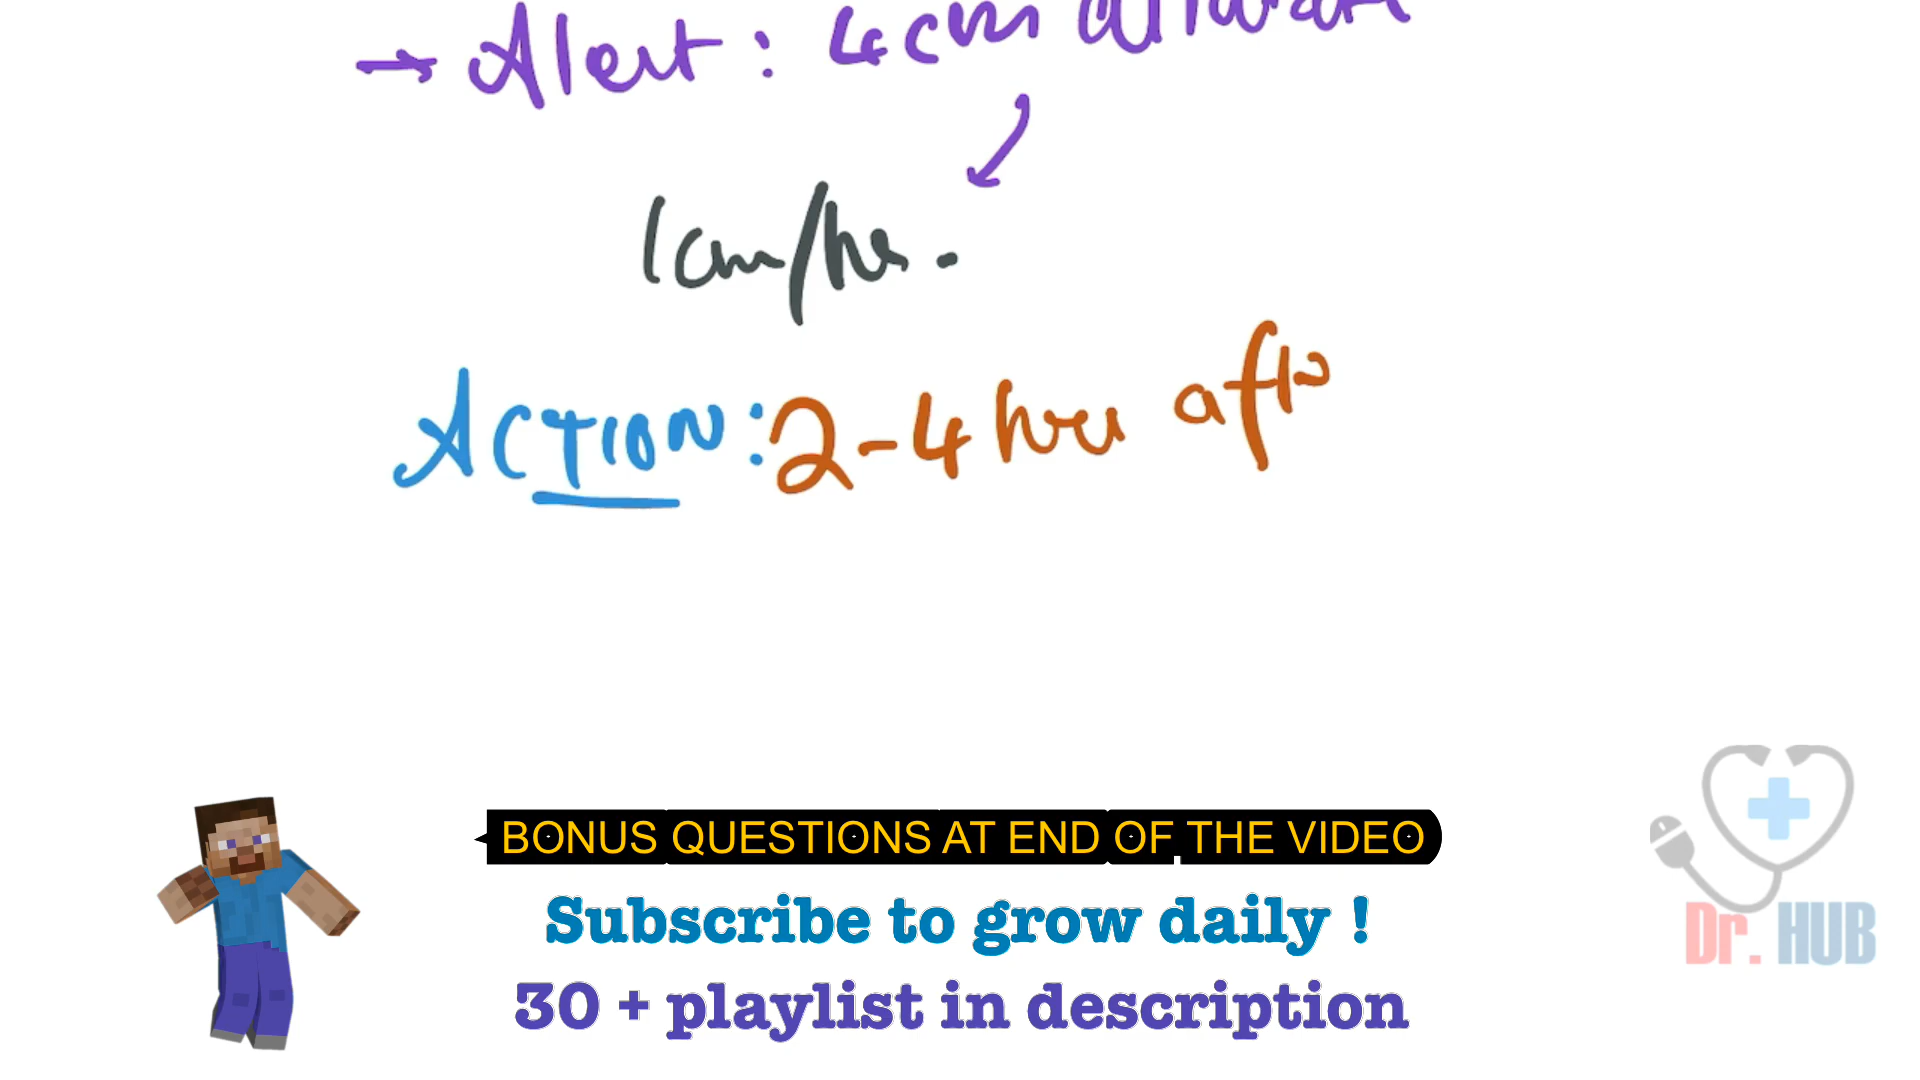 → Alert : 4cm dilatation
1cm/hr.
ACTION : 2-4 hrs after
BONUS QUESTIONS AT END OF THE VIDEO
Subscribe to grow daily !
30 + playlist in description
Dr. HUB